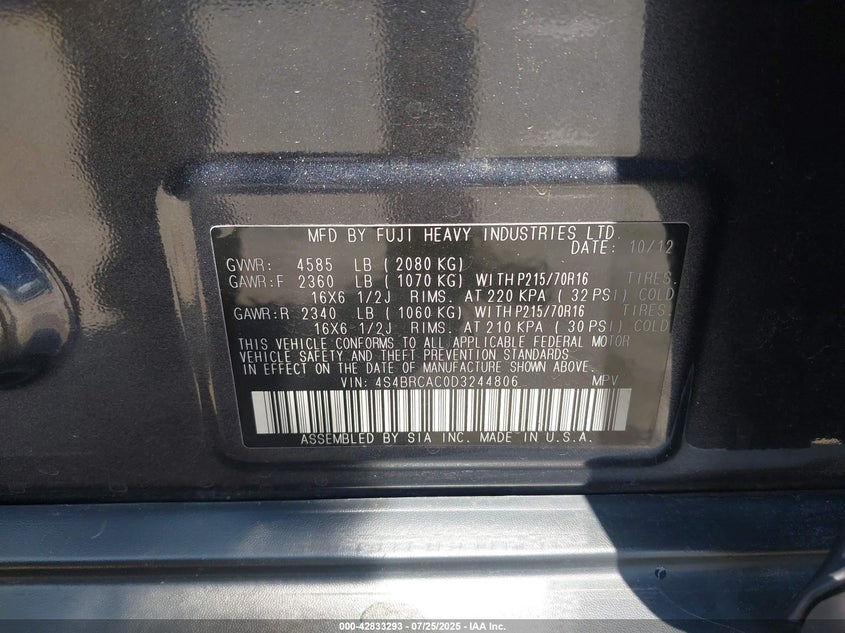 MFD BY FUJI HEAVY INDUSTRIES LTD.
DATE: 10/12
GVWR: 4585 LB (2080 KG)
GAWR:F 2360 LB (1070 KG) WITH P215/70R16 TIRES.
16X6 1/2J RIMS. AT 220 KPA (32 PSI) COLD
GAWR:R 2340 LB (1060 KG) WITH P215/70R16 TIRES.
16X6 1/2J RIMS. AT 210 KPA (30 PSI) COLD
THIS VEHICLE CONFORMS TO ALL APPLICABLE FEDERAL MOTOR
VEHICLE SAFETY AND THEFT PREVENTION STANDARDS
IN EFFECT ON THE DATE OF MANUFACTURE SHOWN ABOVE.
VIN: 4S4BRCAC0D3244806 MPV
ASSEMBLED BY SIA INC. MADE IN U.S.A.
000-42833293 - 07/25/2025 - IAA Inc.